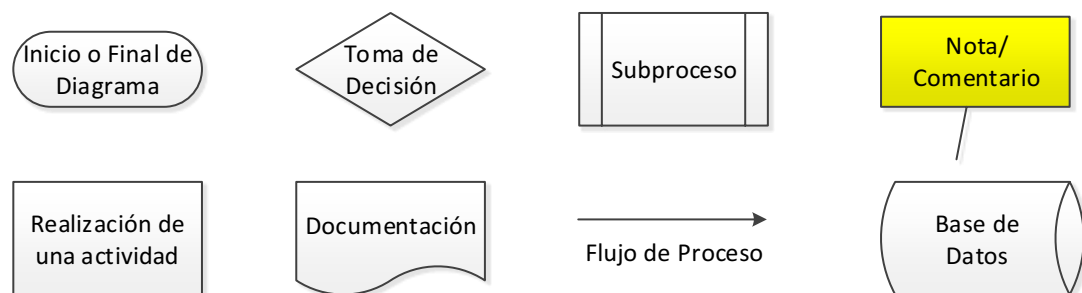 Inicio o Final de
Diagrama
Toma de
Decisión
Subproceso
Nota/
Comentario
Realización de
una actividad
Documentación
Flujo de Proceso
Base de
Datos